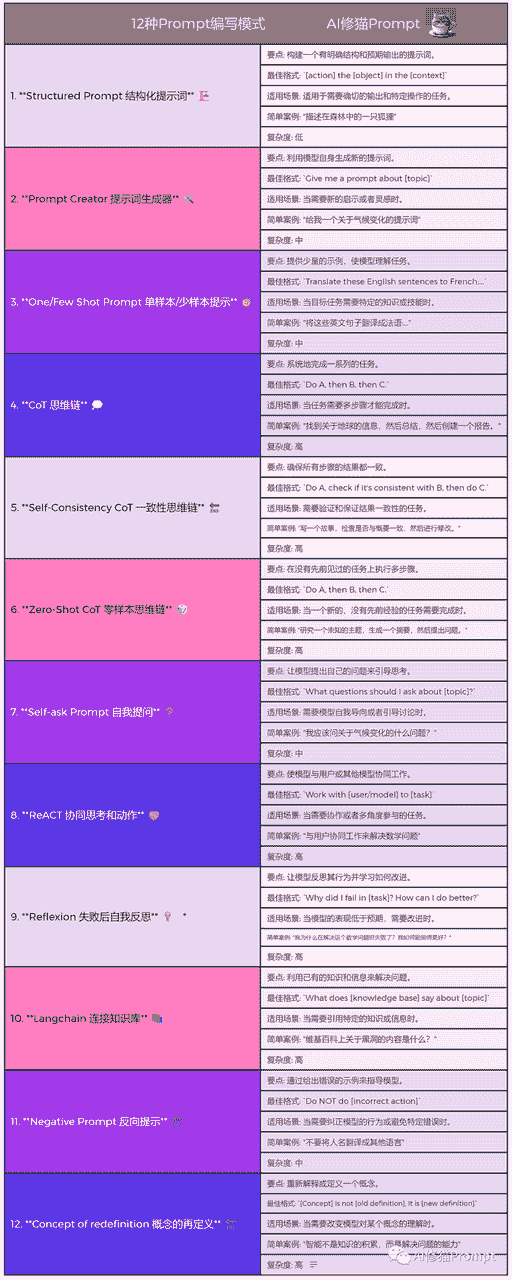 12种Prompt编写模式
AI修猫Prompt
1. **Structured Prompt 结构化提示词**
要点: 构建一个有明确结构和预期输出的提示词。
最佳格式: `[action] the [object] in the [context]`
适用场景: 适用于需要确切的输出和特定操作的任务。
简单案例: "描述在森林中的一只狐狸"
复杂度: 低
2. **Prompt Creator 提示词生成器**
要点: 利用模型自身生成新的提示词。
最佳格式: `Give me a prompt about [topic]`
适用场景: 当需要新的启示或者灵感时。
简单案例: "给我一个关于气候变化的提示词"
复杂度: 中
3. **One/Few Shot Prompt 单样本/少样本提示**
要点: 提供少量的示例，使模型理解任务。
最佳格式: `Translate these English sentences to French...`
适用场景: 当目标任务需要特定的知识或技能时。
简单案例: "将这些英文句子翻译成法语..."
复杂度: 中
4. **CoT 思维链**
要点: 系统地完成一系列的任务。
最佳格式: `Do A, then B, then C.`
适用场景: 当任务需要多步骤才能完成时。
简单案例: "找到关于地球的信息，然后总结，然后创建一个报告。"
复杂度: 高
5. **Self-Consistency CoT 一致性思维链**
要点: 确保所有步骤的结果都一致。
最佳格式: `Do A, check if it's consistent with B, then do C.`
适用场景: 需要验证和保证结果一致性的任务。
简单案例: "写一个故事，检查是否与概要一致，然后进行修改。"
复杂度: 高
6. **Zero-Shot CoT 零样本思维链**
要点: 在没有先前见过的任务上执行多步骤。
最佳格式: `Do A, then B, then C.`
适用场景: 当一个新的，没有先前经验的任务需要完成时。
简单案例: "研究一个未知的主题，生成一个摘要，然后提出问题。"
复杂度: 高
7. **Self-ask Prompt 自我提问**
要点: 让模型提出自己的问题来引导思考。
最佳格式: `What questions should I ask about [topic]?`
适用场景: 需要模型自我导向或者引导讨论时。
简单案例: "我应该问关于气候变化的什么问题？"
复杂度: 中
8. **ReACT 协同思考和动作**
要点: 使模型与用户或其他模型协同工作。
最佳格式: `Work with [user/model] to [task]`
适用场景: 当需要协作或者多角度参与的任务。
简单案例: "与用户协同工作来解决数学问题"
复杂度: 高
9. **Reflexion 失败后自我反思**
要点: 让模型反思其行为并学习如何改进。
最佳格式: `Why did I fail in [task]? How can I do better?`
适用场景: 当模型的表现低于预期，需要改进时。
简单案例: "我为什么在解决这个数学问题时失败了？我如何能做得更好？"
复杂度: 高
10. **Langchain 连接知识库**
要点: 利用已有的知识和信息来解决问题。
最佳格式: `What does [knowledge base] say about [topic]`
适用场景: 当需要引用特定的知识或信息时。
简单案例: "维基百科上关于黑洞的内容是什么？"
复杂度: 高
11. **Negative Prompt 反向提示**
要点: 通过给出错误的示例来指导模型。
最佳格式: `Do NOT do [incorrect action]`
适用场景: 当需要纠正模型的行为或避免特定错误时。
简单案例: "不要将人名翻译成其他语言"
复杂度: 中
12. **Concept of redefinition 概念的再定义**
要点: 重新解释或定义一个概念。
最佳格式: `[Concept] is not [old definition], it is [new definition]`
适用场景: 当需要改变模型对某个概念的理解时。
简单案例: "智能不是知识的积累，而是解决问题的能力"
复杂度: 高
AI修猫Prompt